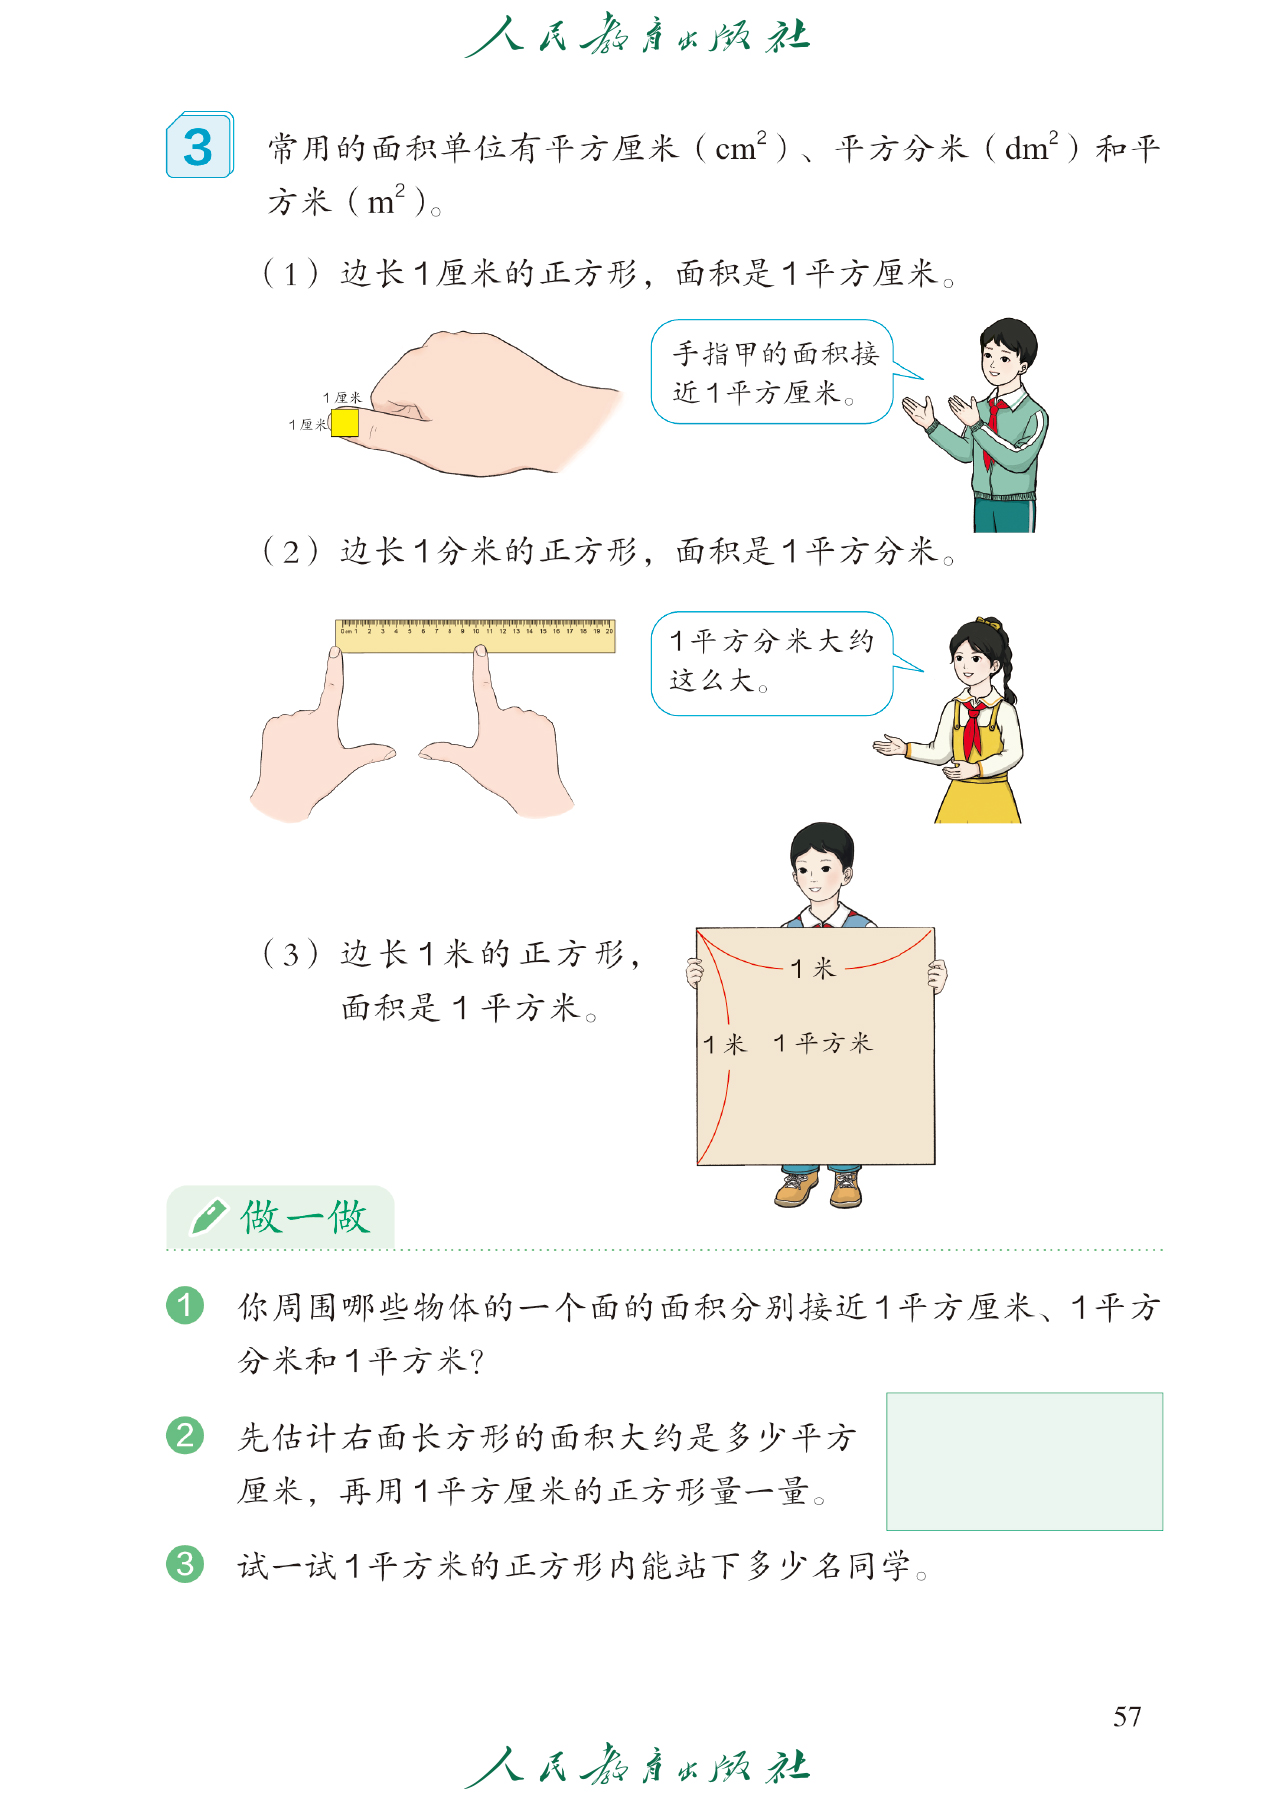 人民教育出版社
3 常用的面积单位有平方厘米（cm²）、平方分米（dm²）和平
方米（m²）。
（1）边长1厘米的正方形，面积是1平方厘米。
手指甲的面积接
近1平方厘米。
1厘米
1厘米
（2）边长1分米的正方形，面积是1平方分米。
0cm 1 2 3 4 5 6 7 8 9 10 11 12 13 14 15 16 17 18 19 20
1平方分米大约
这么大。
（3）边长1米的正方形，
面积是1平方米。
1米
1米 1平方米
做一做
1 你周围哪些物体的一个面的面积分别接近1平方厘米、1平方
分米和1平方米？
2 先估计右面长方形的面积大约是多少平方
厘米，再用1平方厘米的正方形量一量。
3 试一试1平方米的正方形内能站下多少名同学。
57
人民教育出版社